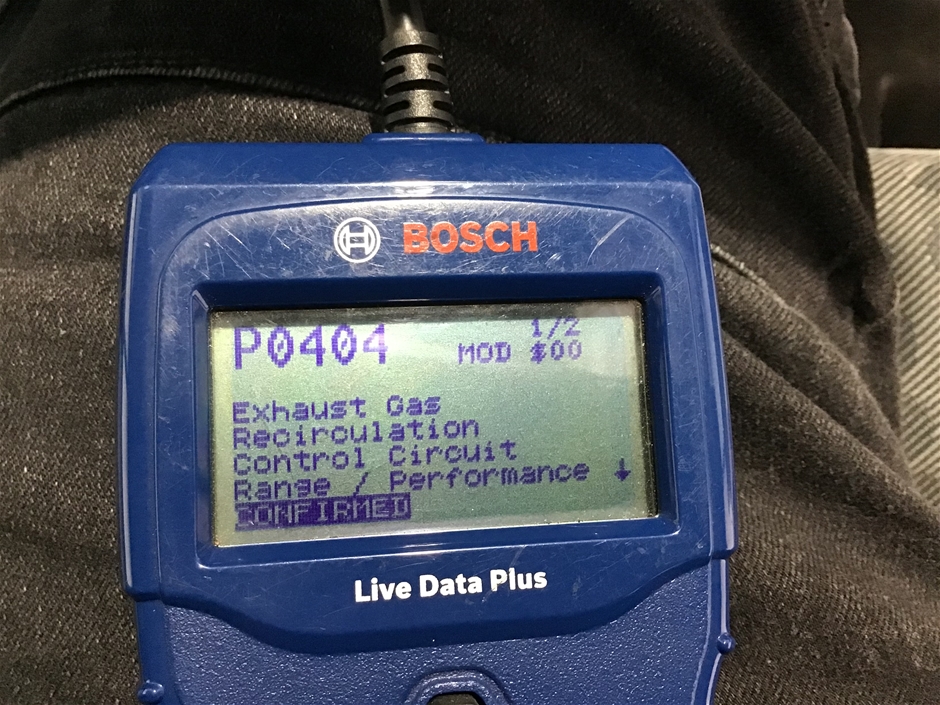 BOSCH
P0404 1/2
MOD $00
Exhaust Gas
Recirculation
Control Circuit
Range / Performance ↓
CONFIRMED
Live Data Plus